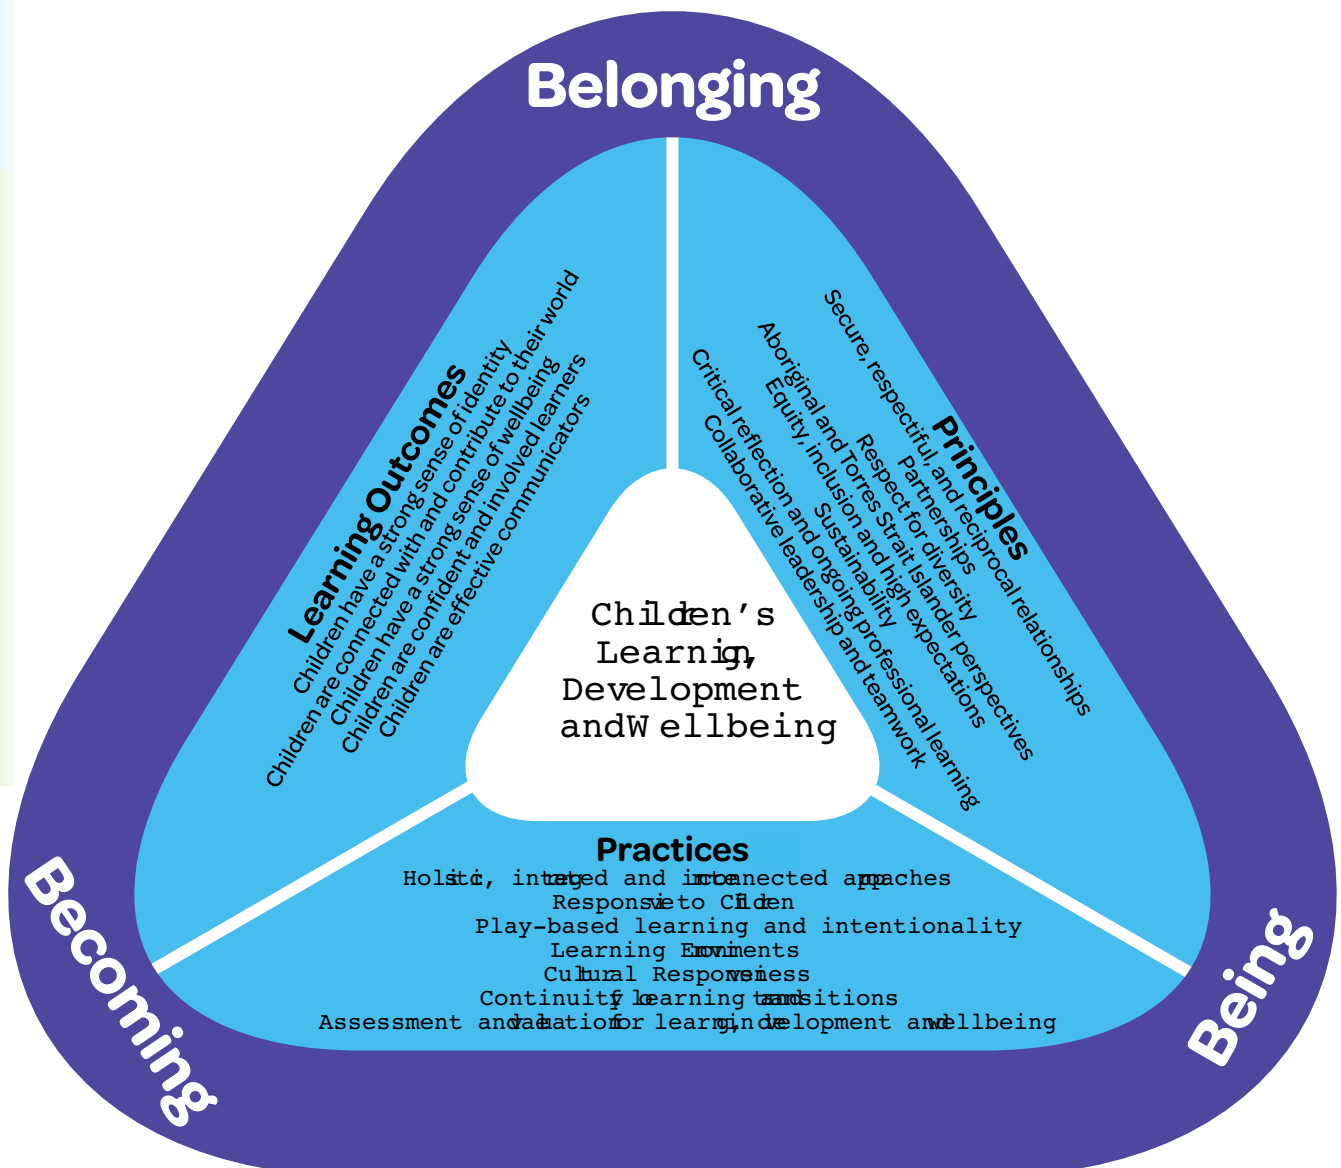 Belonging
Learning Outcomes
Children have a strong sense of identity
Children are connected with and contribute to their world
Children have a strong sense of wellbeing
Children are confident and involved learners
Children are effective communicators
Principles
Secure, respectful, and reciprocal relationships
Partnerships
Respect for diversity
Aboriginal and Torres Strait Islander perspectives
Equity, inclusion and high expectations
Sustainability
Critical reflection and ongoing professional learning
Collaborative leadership and teamwork
Children’s
Learning,
Development
and Wellbeing
Practices
Holistic, integrated and interconnected approaches
Responsive to Children
Play-based learning and intentionality
Learning Environments
Cultural Responsiveness
Continuity of learning and transitions
Assessment and evaluation for learning, development and wellbeing
Becoming
Being